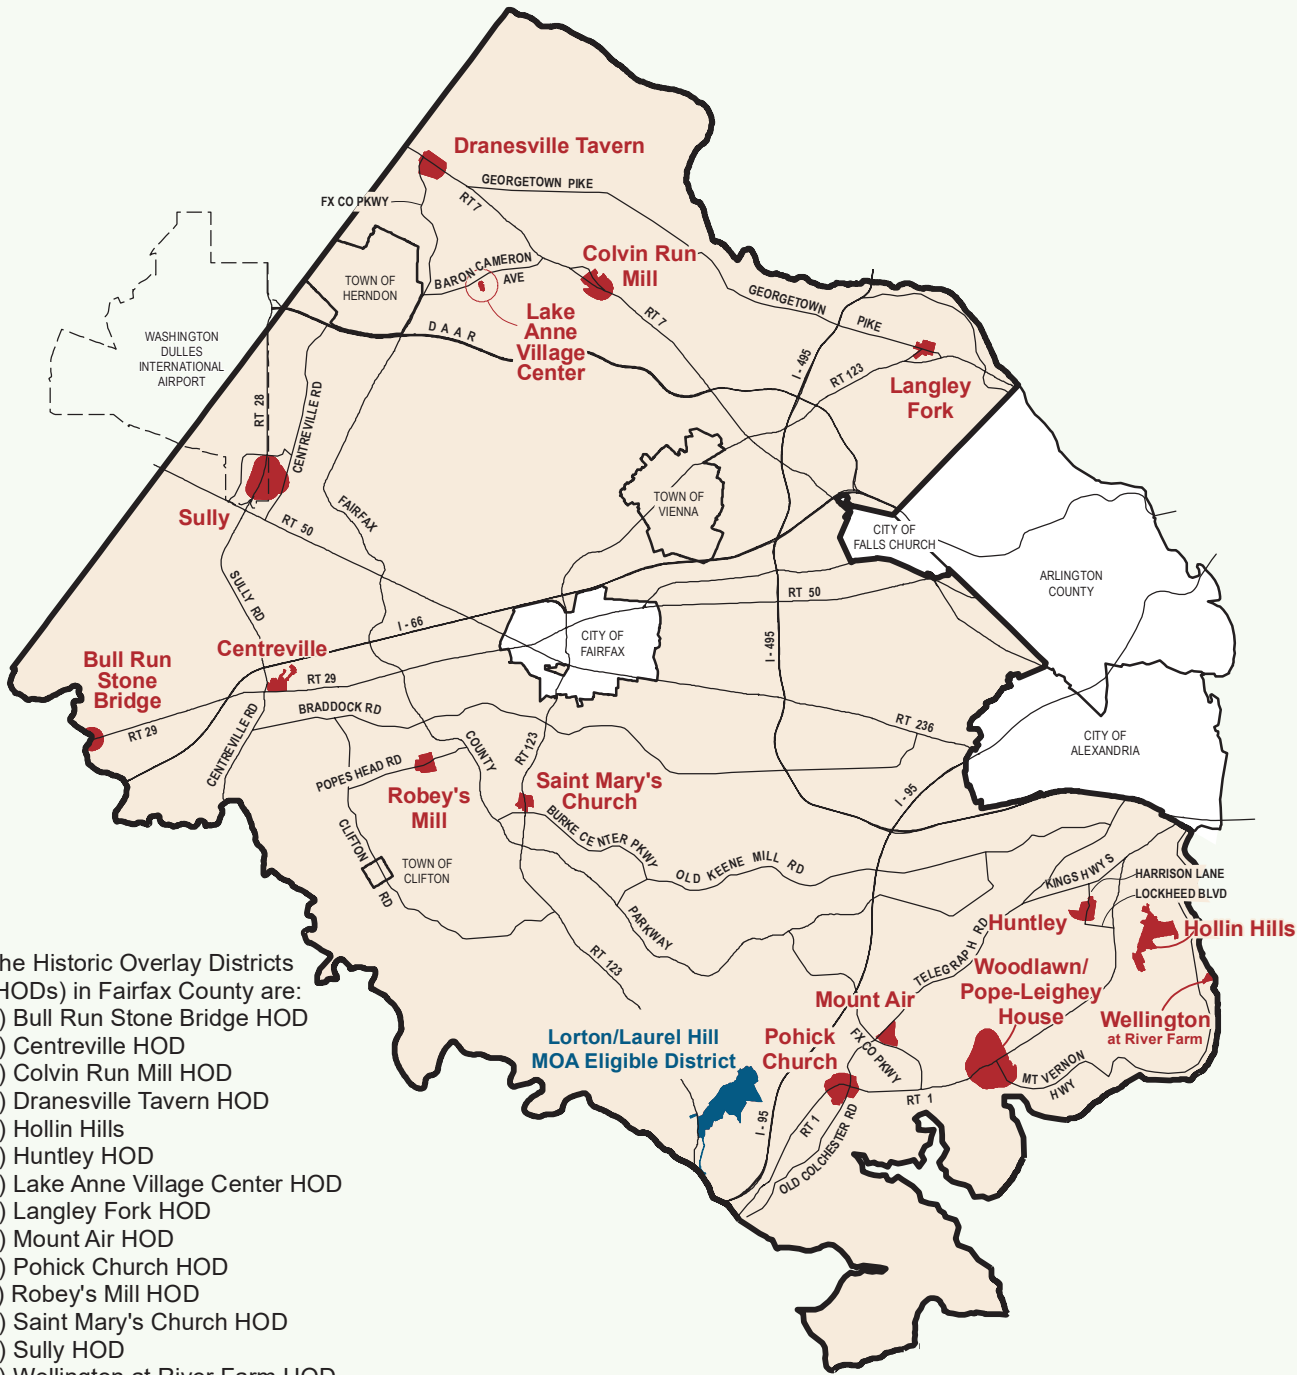 Dranesville Tavern
GEORGETOWN PIKE
FX CO PKWY
RT 7
Colvin Run
Mill
BARON CAMERON
AVE
TOWN OF
HERNDON
GEORGETOWN
PIKE
RT 7
Lake
Anne
Village
Center
D A A R
WASHINGTON
DULLES
INTERNATIONAL
AIRPORT
I - 495
RT 123
Langley
Fork
RT 28
CENTREVILLE RD
TOWN OF
VIENNA
Sully
RT 50
FAIRFAX
CITY OF
FALLS CHURCH
ARLINGTON
COUNTY
SULLY RD
RT 50
I - 66
CITY OF
FAIRFAX
I - 495
Centreville
Bull Run
Stone
Bridge
RT 29
RT 29
BRADDOCK RD
CENTREVILLE RD
RT 236
CITY OF
ALEXANDRIA
COUNTY
RT 123
POPES HEAD RD
Robey's
Mill
Saint Mary's
Church
I - 95
BURKE CENTER PKWY
CLIFTON
RD
TOWN OF
CLIFTON
OLD KEENE MILL RD
KINGS HWY S
HARRISON LANE
LOCKHEED BLVD
PARKWAY
Huntley
Hollin Hills
TELEGRAPH RD
RT 123
Woodlawn/
Pope-Leighey
House
Mount Air
Wellington
at River Farm
Lorton/Laurel Hill
MOA Eligible District
Pohick
Church
FX CO PKWY
MT VERNON
HWY
RT 1
I - 95
RT 1
OLD COLCHESTER RD
he Historic Overlay Districts
HODs) in Fairfax County are:
) Bull Run Stone Bridge HOD
) Centreville HOD
) Colvin Run Mill HOD
) Dranesville Tavern HOD
) Hollin Hills
) Huntley HOD
) Lake Anne Village Center HOD
) Langley Fork HOD
) Mount Air HOD
) Pohick Church HOD
) Robey's Mill HOD
) Saint Mary's Church HOD
) Sully HOD
) Wellington at River Farm HOD